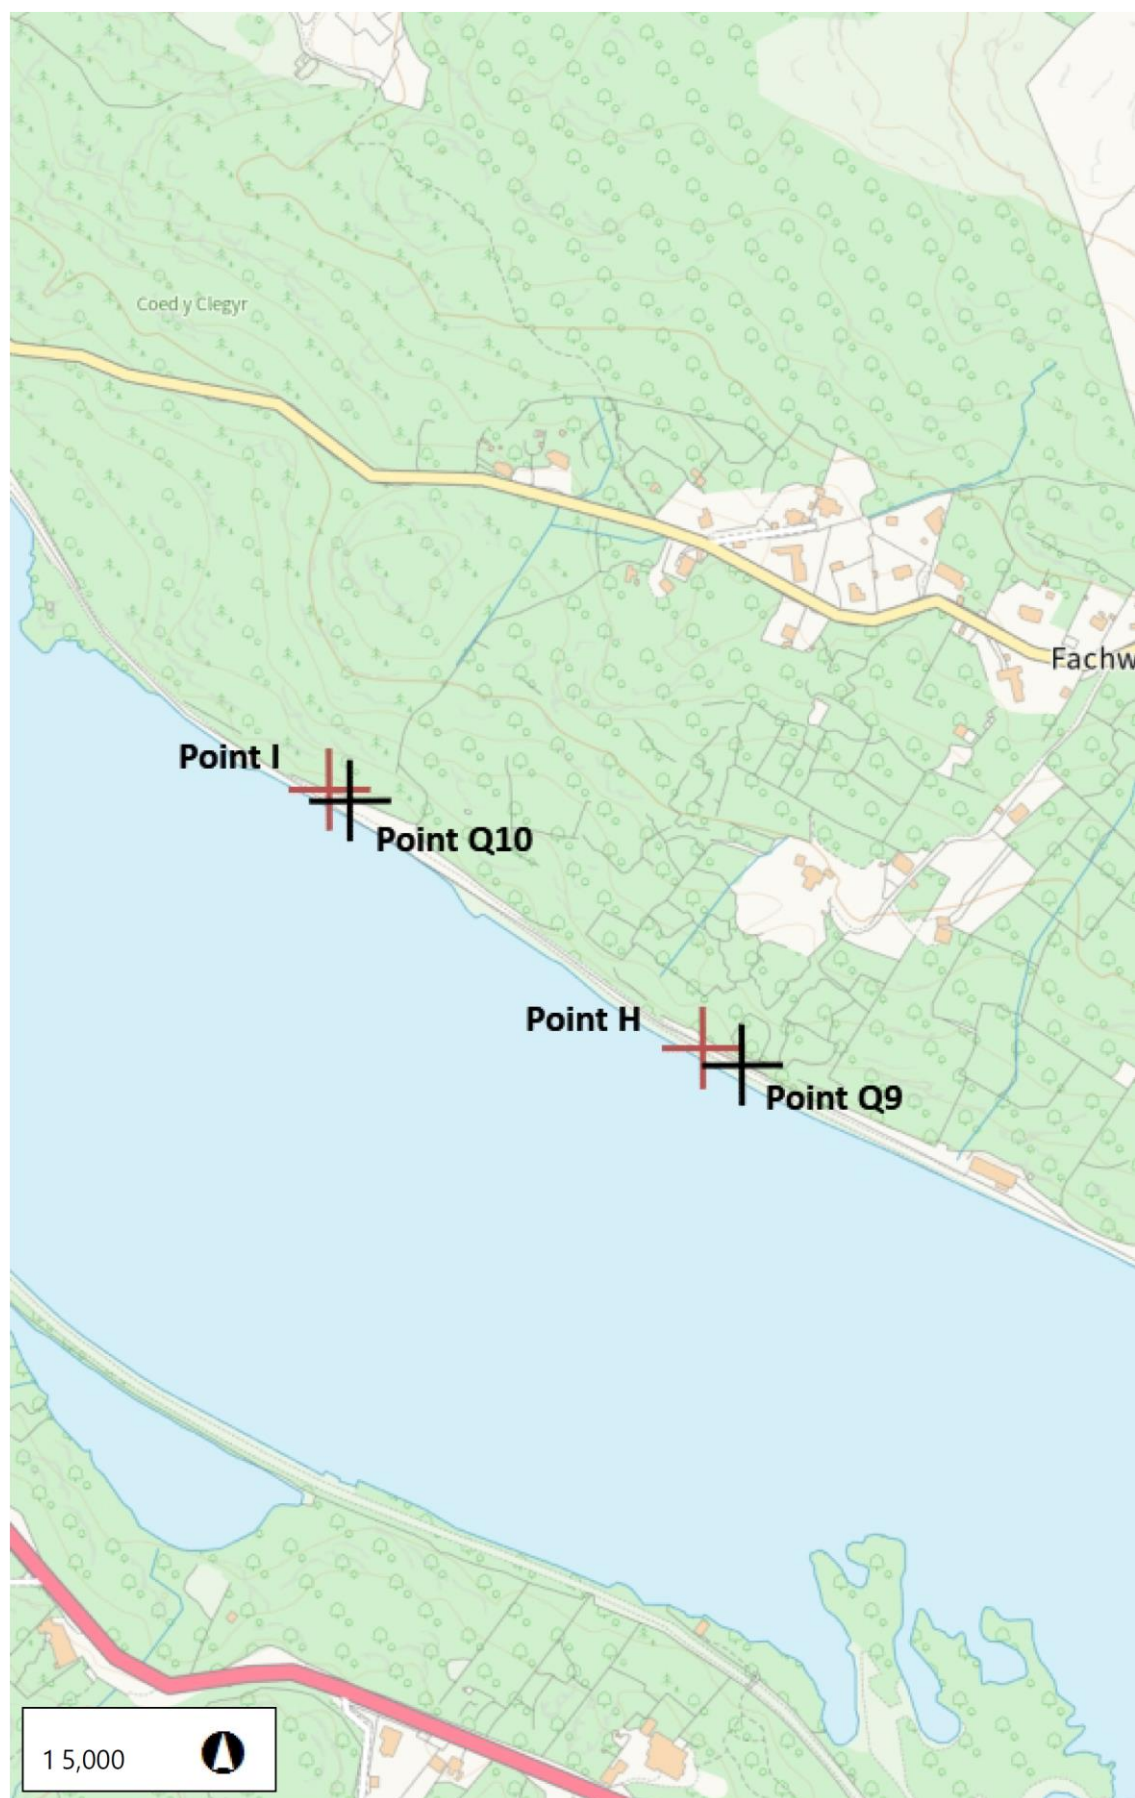 Coed y Clegyr
Fachw
Point I
Point Q10
Point H
Point Q9
1 5,000